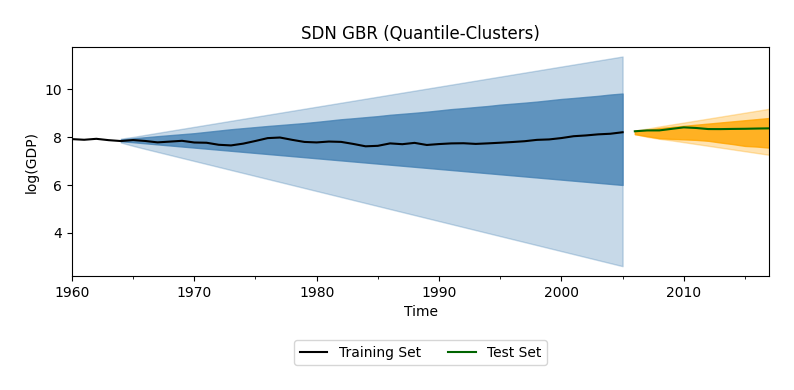 SDN GBR (Quantile-Clusters)
log(GDP)
10
8
6
4
1960 1970 1980 1990 2000 2010
Time
Training Set Test Set